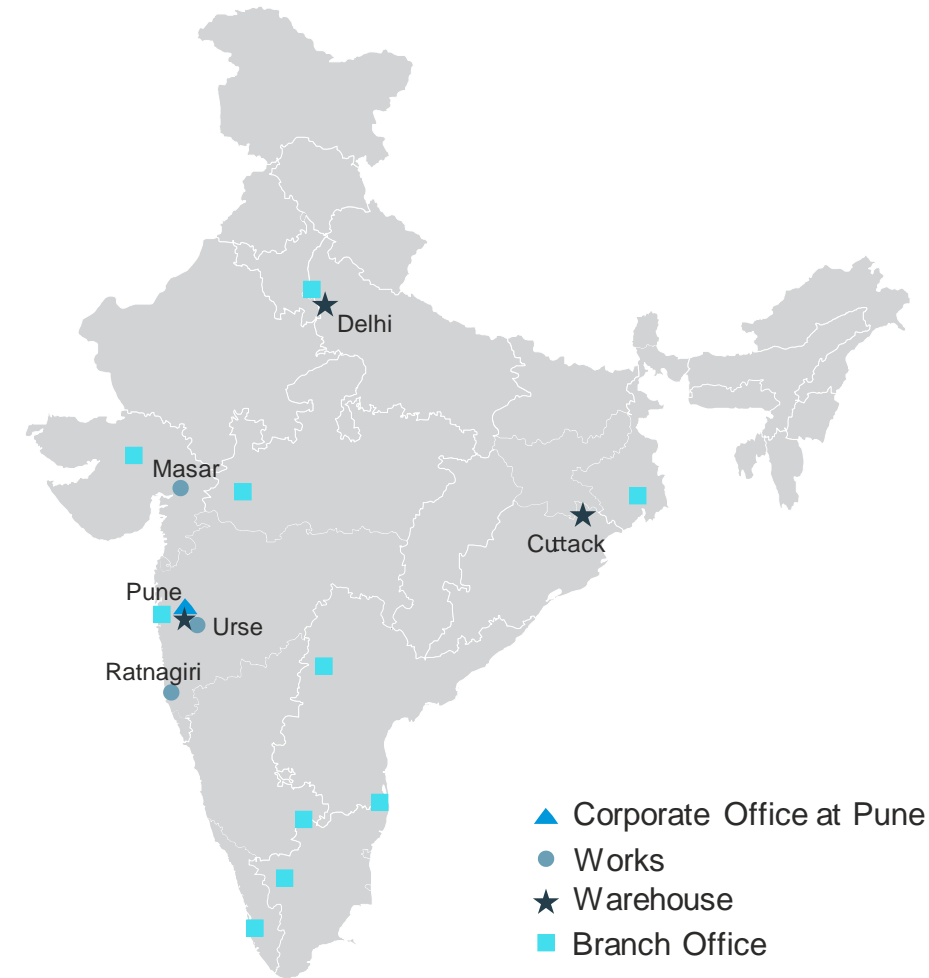 Delhi
Masar
Cuttack
Pune
Urse
Ratnagiri
Corporate Office at Pune
Works
Warehouse
Branch Office